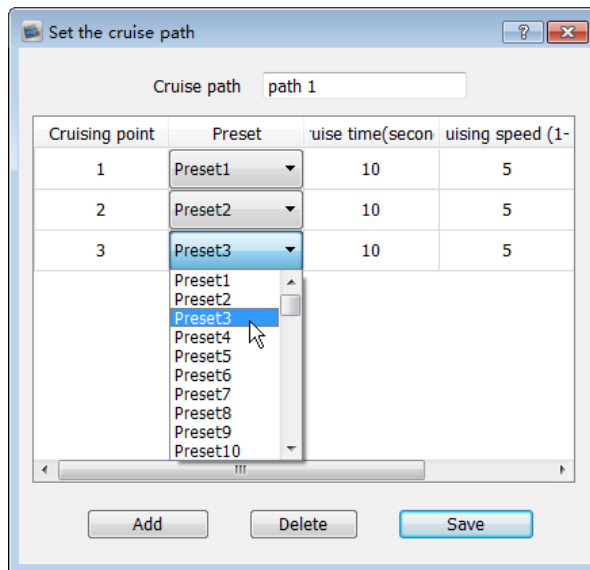 Set the cruise path
?
Cruise path path 1
Cruising point Preset uise time(secon uising speed (1-
1 Preset1 10 5
2 Preset2 10 5
3 Preset3 10 5
Preset1
Preset2
Preset3
Preset4
Preset5
Preset6
Preset7
Preset8
Preset9
Preset10
Add Delete Save